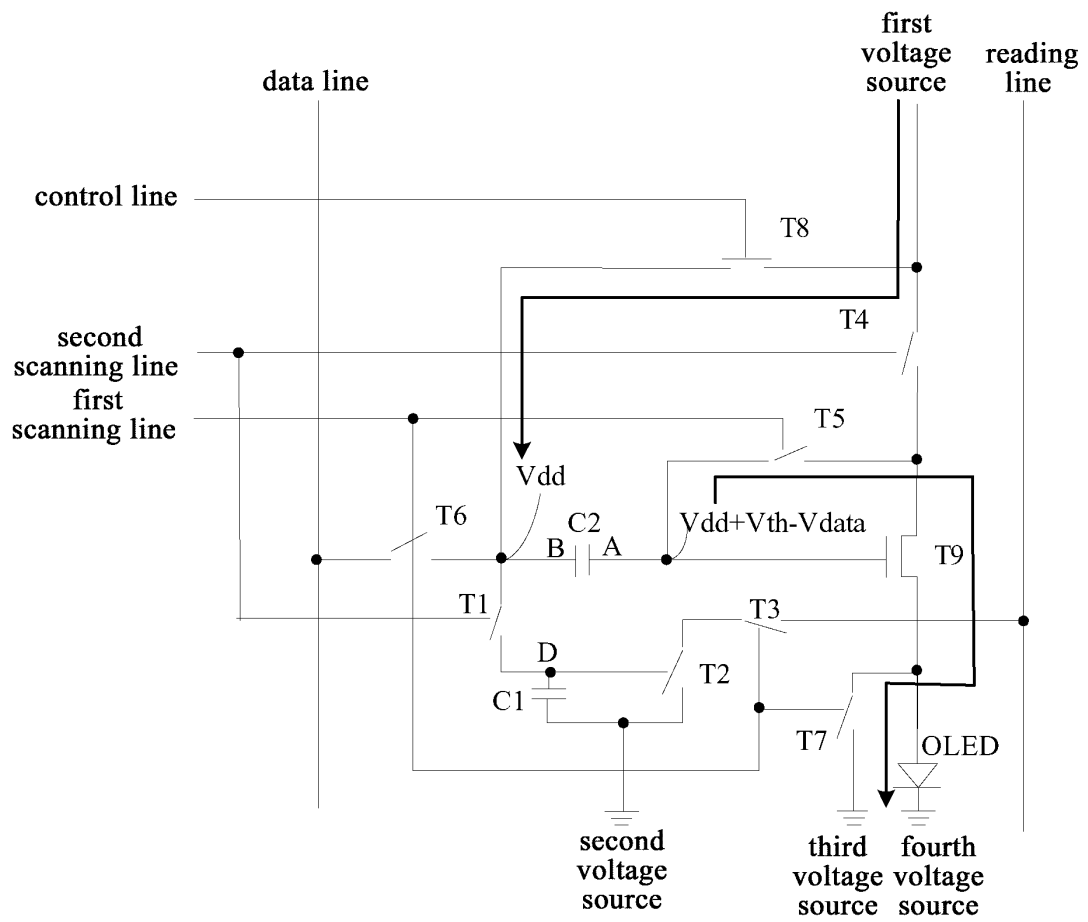 first
voltage
source
reading
line
data line
control line
T8
T4
second
scanning line
first
scanning line
T5
Vdd
T6
C2
Vdd+Vth-Vdata
B
A
T9
T1
T3
D
T2
C1
T7
OLED
second
voltage
source
third
voltage
source
fourth
voltage
source